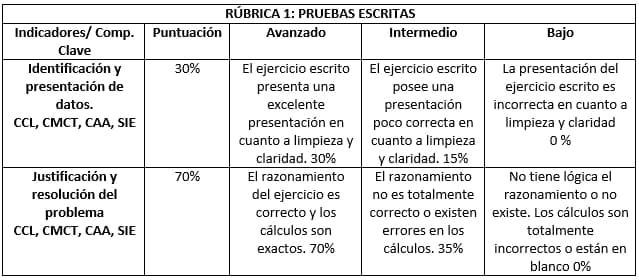 RÚBRICA 1: PRUEBAS ESCRITAS
Indicadores/ Comp.
Clave
Puntuación
Avanzado
Intermedio
Bajo
Identificación y
presentación de
datos.
CCL, CMCT, CAA, SIE
30%
El ejercicio escrito
presenta una
excelente
presentación en
cuanto a limpieza y
claridad. 30%
El ejercicio escrito
posee una
presentación
poco correcta en
cuanto a limpieza
y claridad. 15%
La presentación del
ejercicio escrito es
incorrecta en cuanto a
limpieza y claridad
0 %
Justificación y
resolución del
problema
CCL, CMCT, CAA, SIE
70%
El razonamiento
del ejercicio es
correcto y los
cálculos son
exactos. 70%
El razonamiento
no es totalmente
correcto o existen
errores en los
cálculos. 35%
No tiene lógica el
razonamiento o no
existe. Los cálculos son
totalmente
incorrectos o están en
blanco 0%